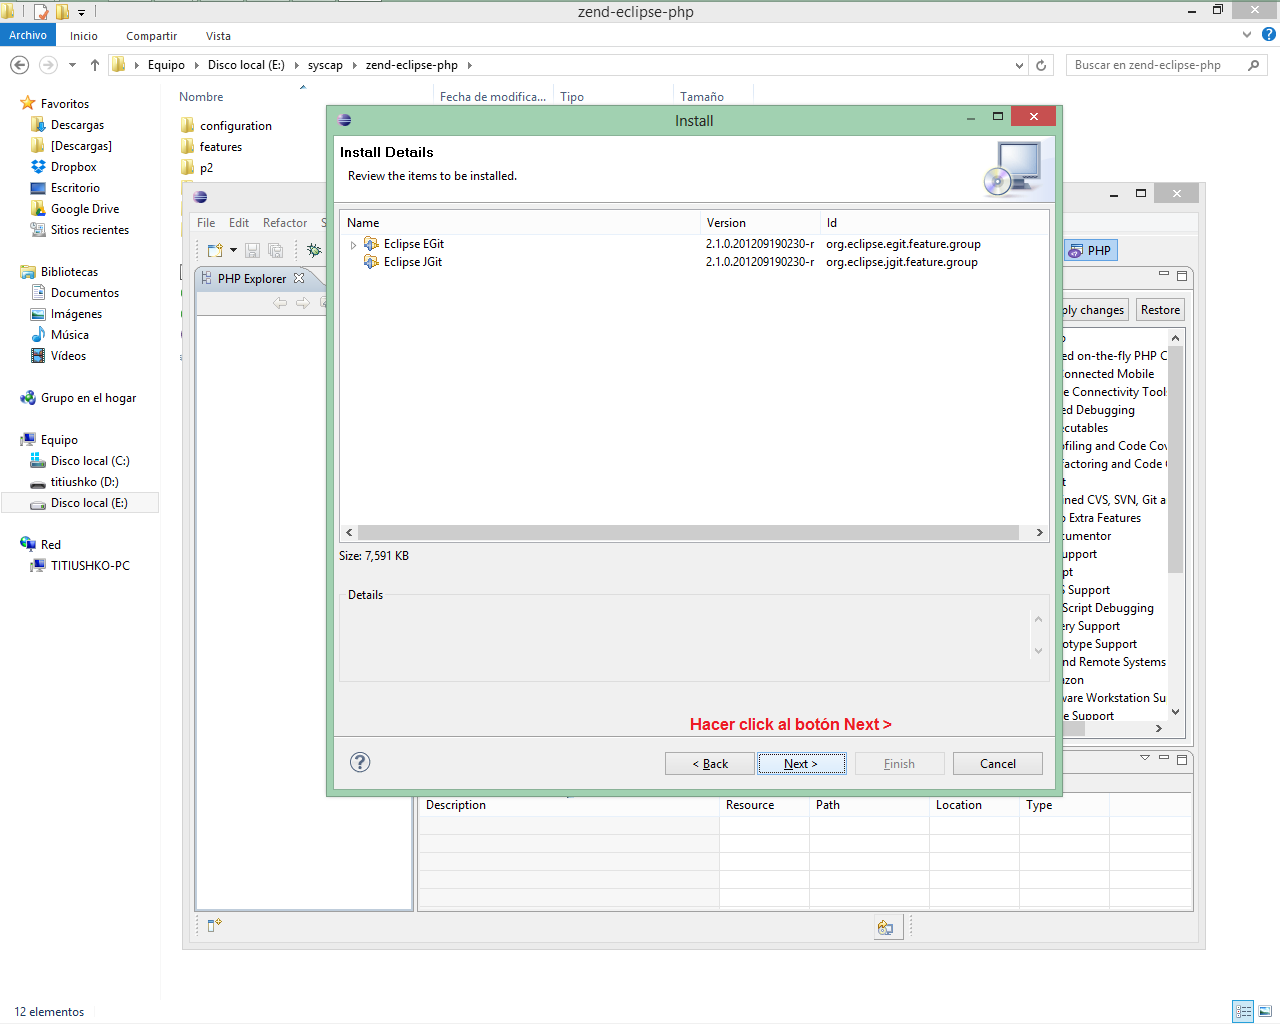 zend-eclipse-php
Archivo Inicio Compartir Vista
Equipo Disco local (E:) syscap zend-eclipse-php
Buscar en zend-eclipse-php
Nombre Fecha de modifica... Tipo Tamaño
Favoritos
Descargas
[Descargas]
Dropbox
Escritorio
Google Drive
Sitios recientes
Bibliotecas
Documentos
Imágenes
Música
Vídeos
Grupo en el hogar
Equipo
Disco local (C:)
titiushko (D:)
Disco local (E:)
Red
TITIUSHKO-PC
configuration
features
p2
File Edit Refactor S
PHP Explorer
PHP
Install
Install Details
Review the items to be installed.
Name Version Id
Eclipse EGit 2.1.0.201209190230-r org.eclipse.egit.feature.group
Eclipse JGit 2.1.0.201209190230-r org.eclipse.jgit.feature.group
Size: 7,591 KB
Details
Hacer click al botón Next >
< Back Next > Finish Cancel
ply changes Restore
ed on-the-fly PHP C
onnected Mobile
e Connectivity Tool
ed Debugging
ecutables
ofiling and Code Cov
factoring and Code
t
ined CVS, SVN, Git a
o Extra Features
cumentor
upport
pt
S Support
Script Debugging
ery Support
otype Support
nd Remote Systems
azon
ware Workstation Su
e Support
Description Resource Path Location Type
12 elementos